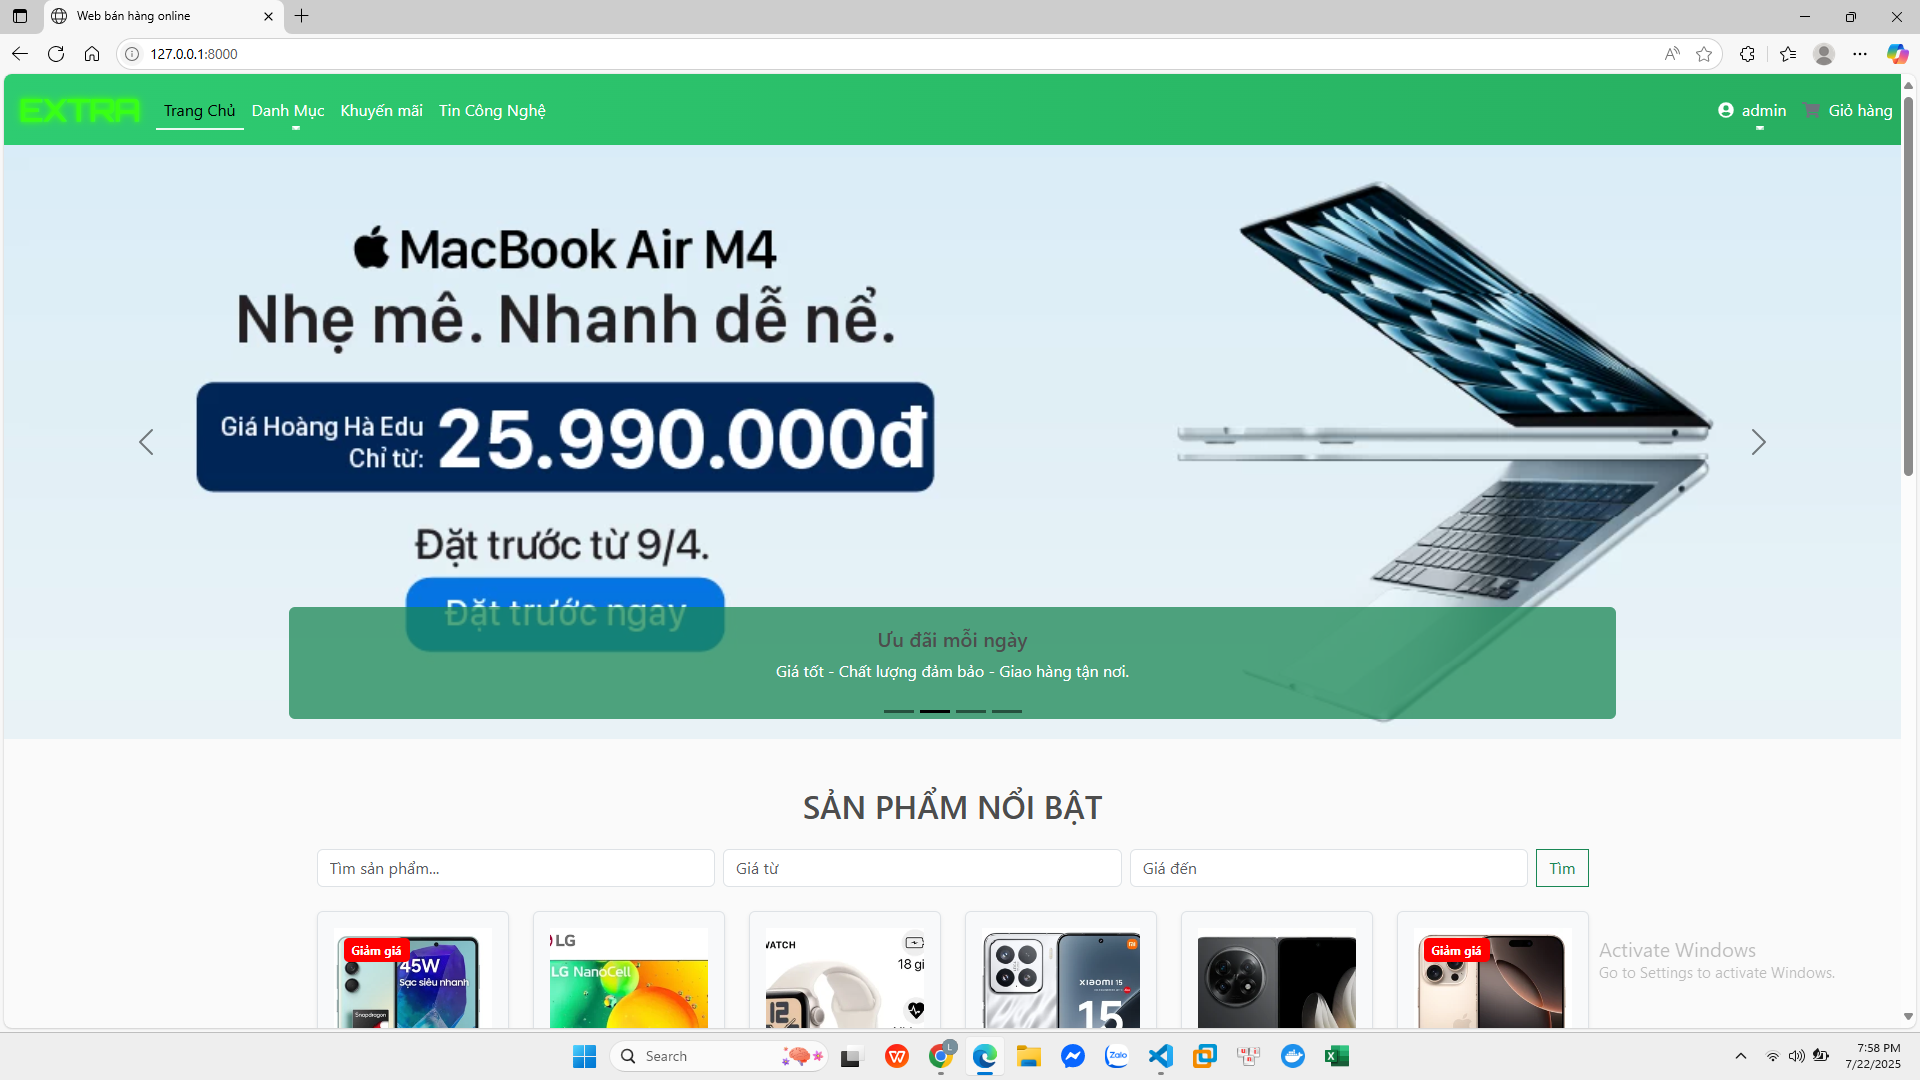 Web bán hàng online
127.0.0.1:8000
EXTRA
Trang Chủ
Danh Mục
Khuyến mãi
Tin Công Nghệ
admin
Giỏ hàng
MacBook Air M4
Nhẹ mê. Nhanh dễ nể.
Giá Hoàng Hà Edu
Chỉ từ:
25.990.000đ
Đặt trước từ 9/4.
Đặt trước ngay
Ưu đãi mỗi ngày
Giá tốt - Chất lượng đảm bảo - Giao hàng tận nơi.
SẢN PHẨM NỔI BẬT
Tìm sản phẩm...
Giá từ
Giá đến
Tìm
Giảm giá
45W
Sạc siêu nhanh
Snapdragon
LG
LG NanoCell
WATCH
18 gi
12
XIAOMI 15
15
Giảm giá
Activate Windows
Go to Settings to activate Windows.
Search
L
Zalo
7:58 PM
7/22/2025